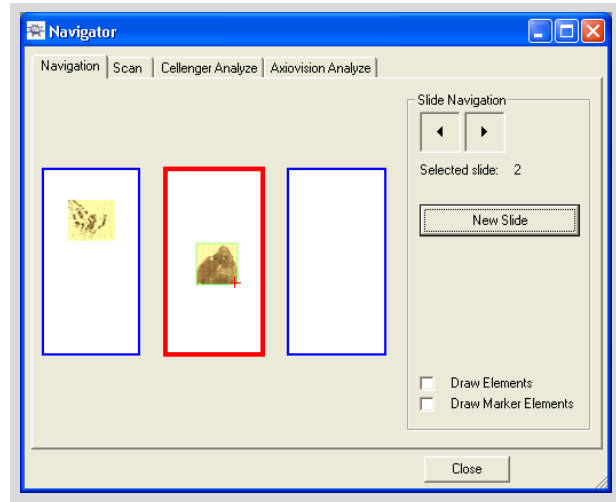 Navigator
Navigation Scan Cellenger Analyze Axiovision Analyze
Slide Navigation
Selected slide: 2
New Slide
Draw Elements
Draw Marker Elements
Close